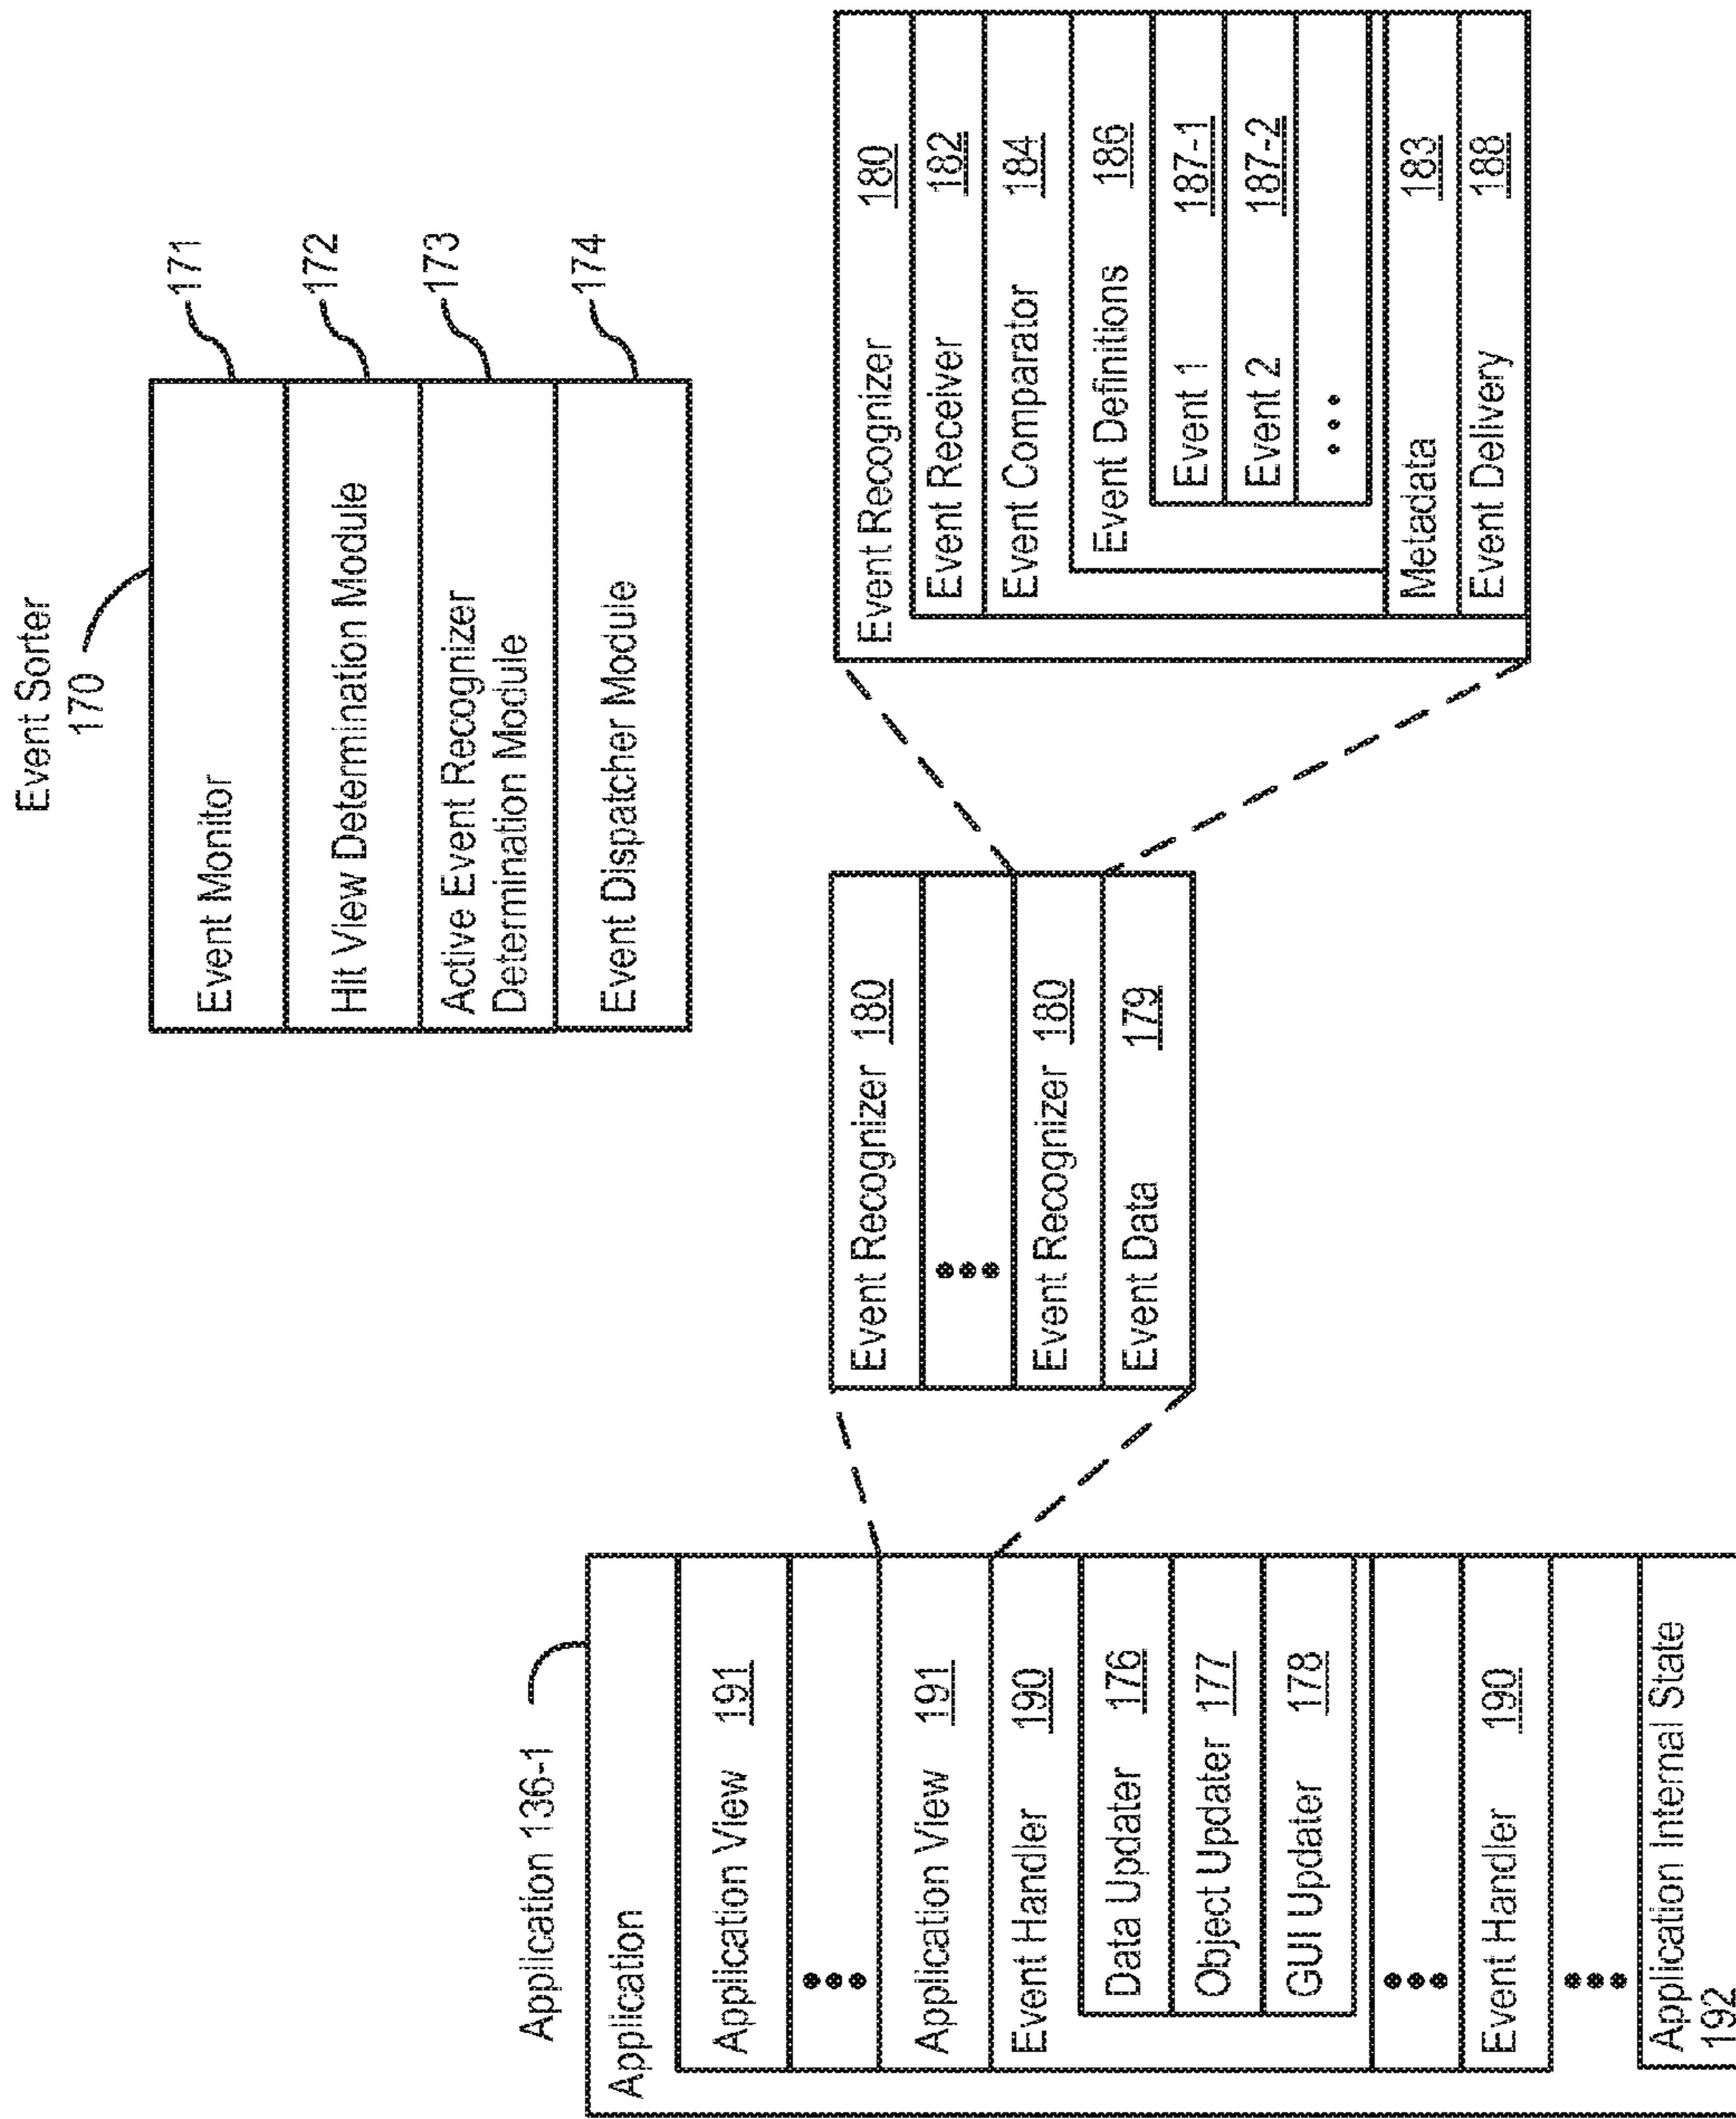 Event Sorter
170
Event Monitor 171
Hit View Determination Module 172
Active Event Recognizer
Determination Module 173
Event Dispatcher Module 174
Application 136-1
Application
Application View 191
•••
Application View 191
Event Handler 190
Data Updater 176
Object Updater 177
GUI Updater 178
•••
Event Handler 190
•••
Application Internal State
192
Event Recognizer 180
•••
Event Recognizer 180
Event Data 179
Event Recognizer 180
Event Receiver 182
Event Comparator 184
Event Definitions 186
Event 1 187-1
Event 2 187-2
•••
Metadata 183
Event Delivery 188